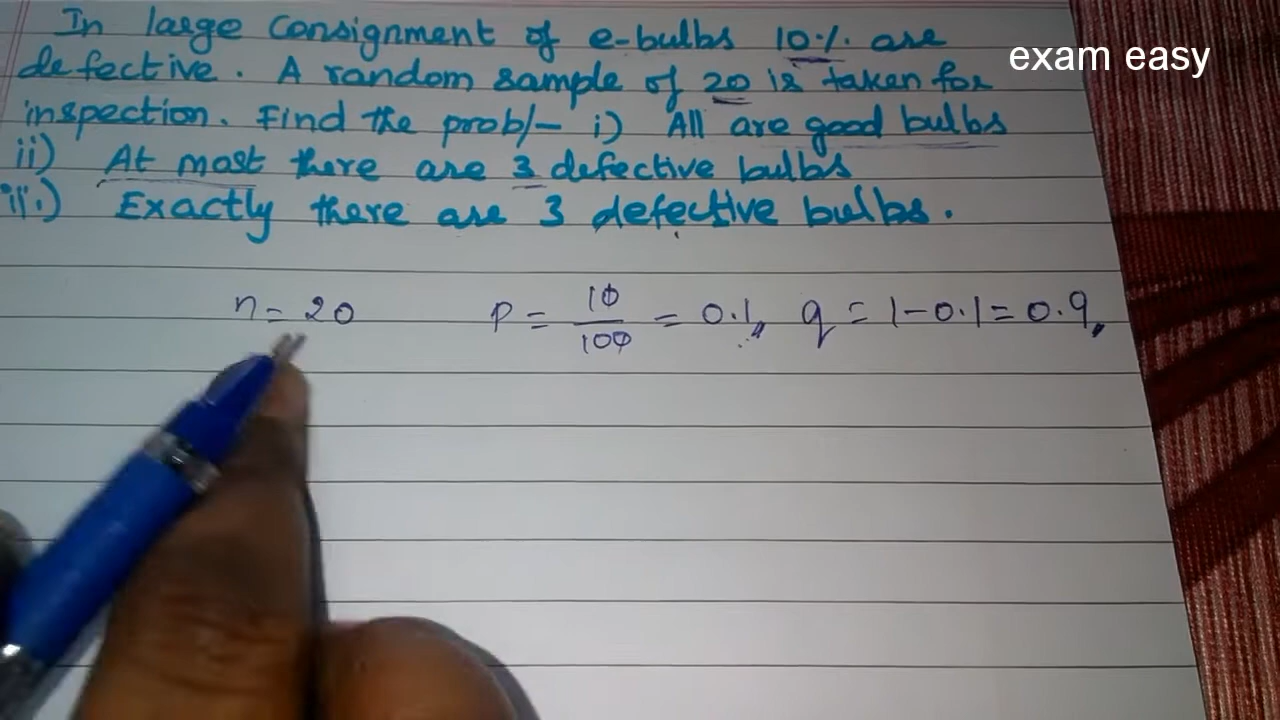 In large consignment of e-bulbs 10% are
exam easy
defective. A random sample of 20 is taken for
inspection. Find the prob/- i) All are good bulbs
ii) At most there are 3 defective bulbs
iii.) Exactly there are 3 defective bulbs.
n = 20 p = 10/100 = 0.1, q = 1-0.1 = 0.9,